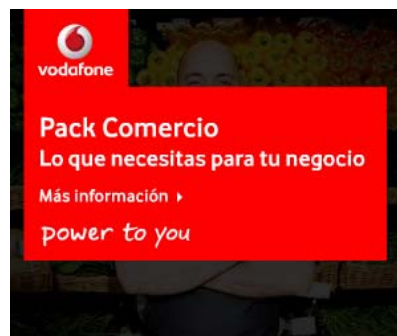 vodafone
Pack Comercio
Lo que necesitas para tu negocio
Más información
power to you